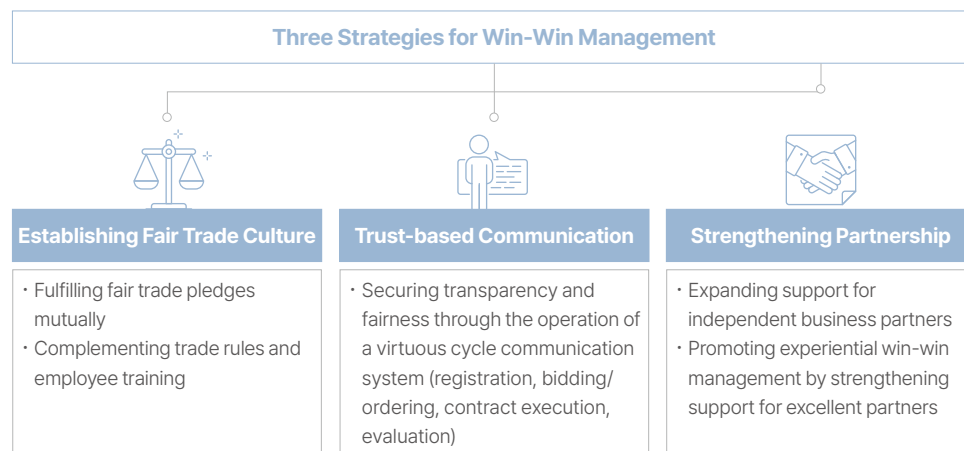 Three Strategies for Win-Win Management
Establishing Fair Trade Culture
・Fulfilling fair trade pledges
mutually
・Complementing trade rules and
employee training
Trust-based Communication
・Securing transparency and
fairness through the operation of
a virtuous cycle communication
system (registration, bidding/
ordering, contract execution,
evaluation)
Strengthening Partnership
・Expanding support for
independent business partners
・Promoting experiential win-win
management by strengthening
support for excellent partners